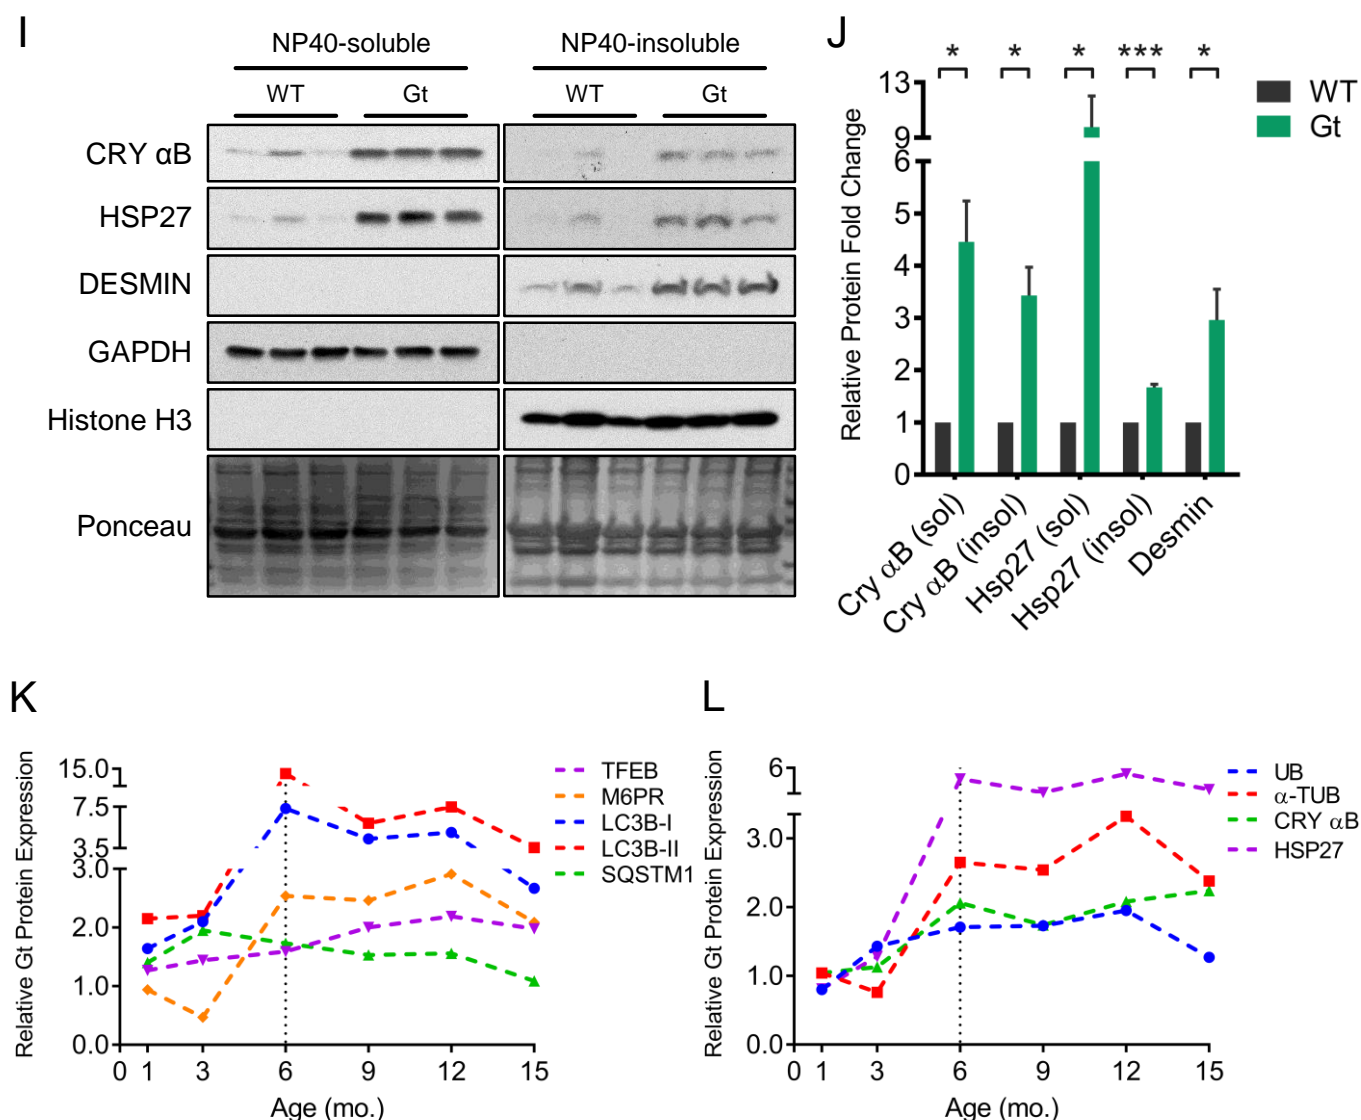 I
NP40-soluble
NP40-insoluble
WT
Gt
WT
Gt
CRY αB
HSP27
DESMIN
GAPDH
Histone H3
Ponceau
J
* * * *** *
WT
Gt
Relative Protein Fold Change
13
9
6
5
4
3
2
1
0
Cry αB (sol)
Cry αB (insol)
Hsp27 (sol)
Hsp27 (insol)
Desmin
K
Relative Gt Protein Expression
15.0
7.5
3.5
3.0
2.0
1.0
0.0
0 1 3 6 9 12 15
Age (mo.)
TFEB
M6PR
LC3B-I
LC3B-II
SQSTM1
L
Relative Gt Protein Expression
6
3.0
2.0
1.0
0.0
0 1 3 6 9 12 15
Age (mo.)
UB
α-TUB
CRY αB
HSP27